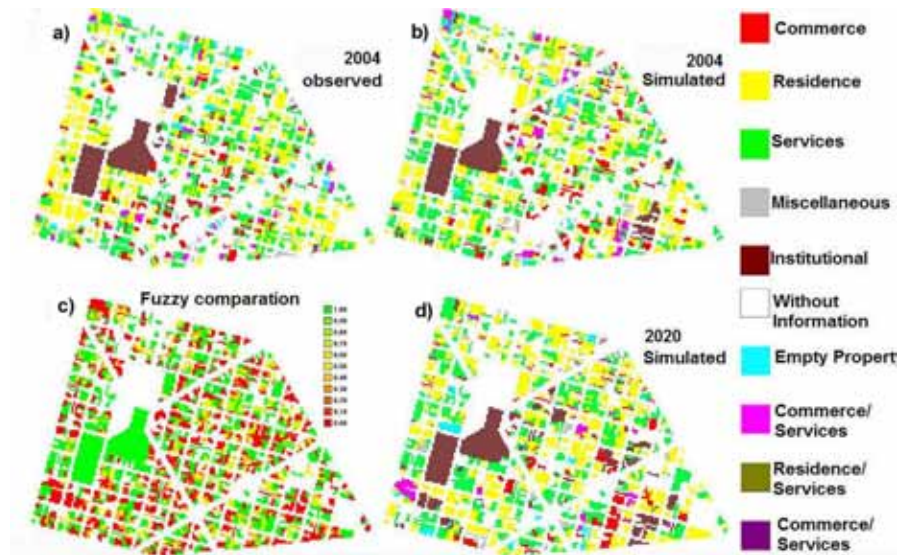 a)
2004
observed
b)
2004
Simulated
c)
Fuzzy comparation
d)
2020
Simulated
Commerce
Residence
Services
Miscellaneous
Institutional
Without
Information
Empty Property
Commerce/
Services
Residence/
Services
Commerce/
Services